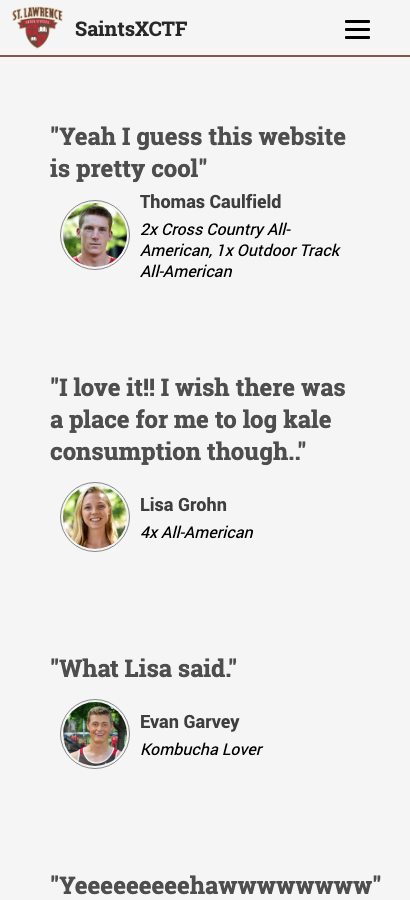 ST. LAWRENCE
SaintsXCTF
"Yeah I guess this website
is pretty cool"
Thomas Caulfield
2x Cross Country All-
American, 1x Outdoor Track
All-American
"I love it!! I wish there was
a place for me to log kale
consumption though.."
Lisa Grohn
4x All-American
"What Lisa said."
Evan Garvey
Kombucha Lover
"Yeeeeeeeeehawwwwwwwww"